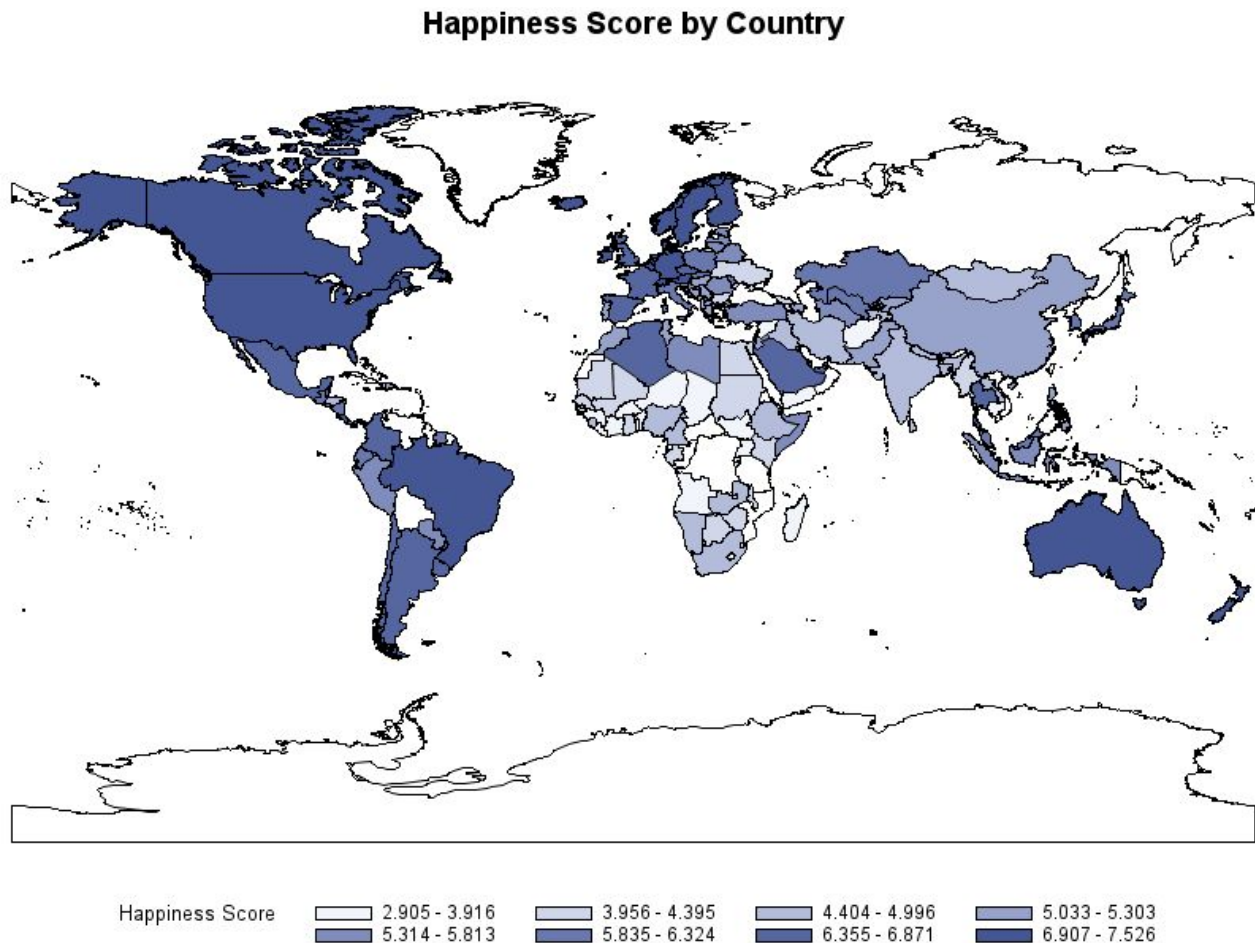 Happiness Score by Country
Happiness Score 2.905 - 3.916 3.956 - 4.395 4.404 - 4.996 5.033 - 5.303
5.314 - 5.813 5.835 - 6.324 6.355 - 6.871 6.907 - 7.526